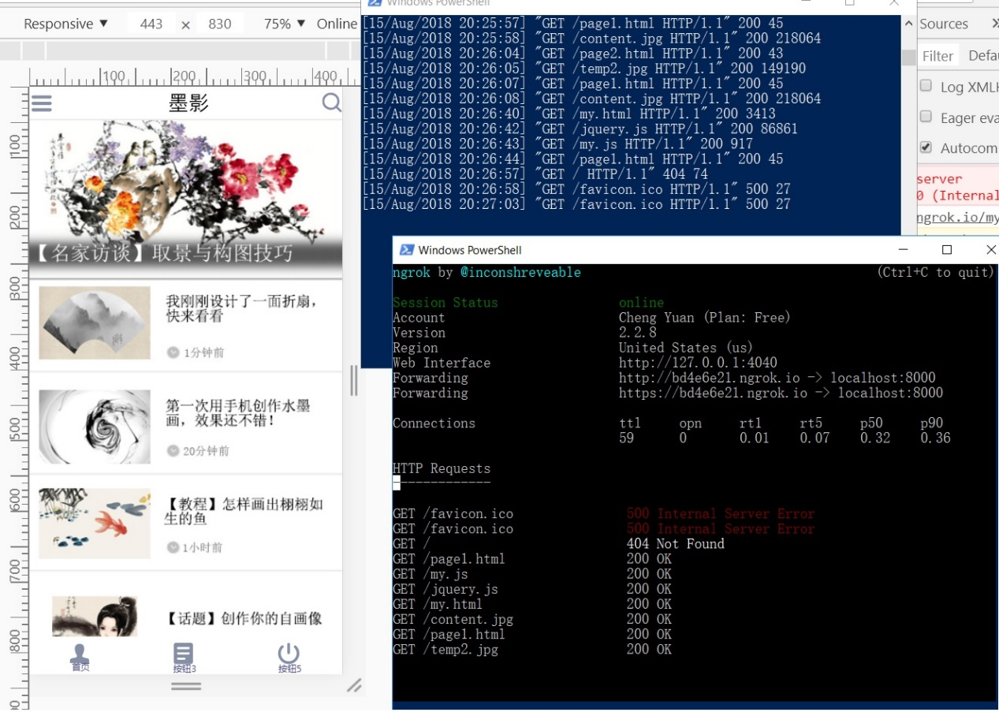 Responsive ▼ 443 × 830 75% ▼ Online
100 200 300 400
100
200
300
400
500
600
700
800
墨影
【名家访谈】取景与构图技巧
我刚刚设计了一面折扇，
快来看看
1分钟前
第一次用手机创作水墨
画，效果还不错！
20分钟前
【教程】怎样画出栩栩如
生的鱼
1小时前
【话题】创作你的自画像
首页 按钮3 按钮5
Windows PowerShell
[15/Aug/2018 20:25:57] "GET /page1.html HTTP/1.1" 200 45
[15/Aug/2018 20:25:58] "GET /content.jpg HTTP/1.1" 200 218064
[15/Aug/2018 20:26:04] "GET /page2.html HTTP/1.1" 200 43
[15/Aug/2018 20:26:05] "GET /temp2.jpg HTTP/1.1" 200 149190
[15/Aug/2018 20:26:07] "GET /page1.html HTTP/1.1" 200 45
[15/Aug/2018 20:26:08] "GET /content.jpg HTTP/1.1" 200 218064
[15/Aug/2018 20:26:40] "GET /my.html HTTP/1.1" 200 3413
[15/Aug/2018 20:26:42] "GET /jquery.js HTTP/1.1" 200 86861
[15/Aug/2018 20:26:43] "GET /my.js HTTP/1.1" 200 917
[15/Aug/2018 20:26:44] "GET /page1.html HTTP/1.1" 200 45
[15/Aug/2018 20:26:57] "GET / HTTP/1.1" 404 74
[15/Aug/2018 20:26:58] "GET /favicon.ico HTTP/1.1" 500 27
[15/Aug/2018 20:27:03] "GET /favicon.ico HTTP/1.1" 500 27
Sources »
Filter Defau
Log XMLH
Eager eva
Autocom
server
0 (Internal
ngrok.io/my
Windows PowerShell
ngrok by @inconshreveable (Ctrl+C to quit)
Session Status online
Account Cheng Yuan (Plan: Free)
Version 2.2.8
Region United States (us)
Web Interface http://127.0.0.1:4040
Forwarding http://bd4e6e21.ngrok.io -> localhost:8000
Forwarding https://bd4e6e21.ngrok.io -> localhost:8000
Connections ttl opn rt1 rt5 p50 p90
59 0 0.01 0.07 0.32 0.36
HTTP Requests
-------------
GET /favicon.ico 500 Internal Server Error
GET /favicon.ico 500 Internal Server Error
GET / 404 Not Found
GET /page1.html 200 OK
GET /my.js 200 OK
GET /jquery.js 200 OK
GET /my.html 200 OK
GET /content.jpg 200 OK
GET /page1.html 200 OK
GET /temp2.jpg 200 OK